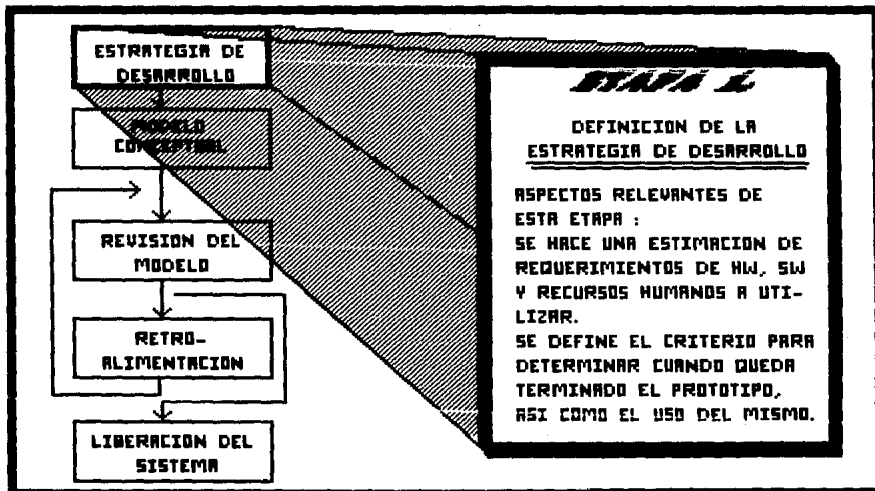 ESTRATEGIA DE
DESARROLLO
MODELO
CONCEPTUAL
REVISION DEL
MODELO
RETRO-
ALIMENTACION
LIBERACION DEL
SISTEMA
ETAPA 1
DEFINICION DE LA
ESTRATEGIA DE DESARROLLO
ASPECTOS RELEVANTES DE
ESTA ETAPA :
SE HACE UNA ESTIMACION DE
REQUERIMIENTOS DE HW, SW
Y RECURSOS HUMANOS A UTI-
LIZAR.
SE DEFINE EL CRITERIO PARA
DETERMINAR CUANDO QUEDA
TERMINADO EL PROTOTIPO,
ASI COMO EL USO DEL MISMO.